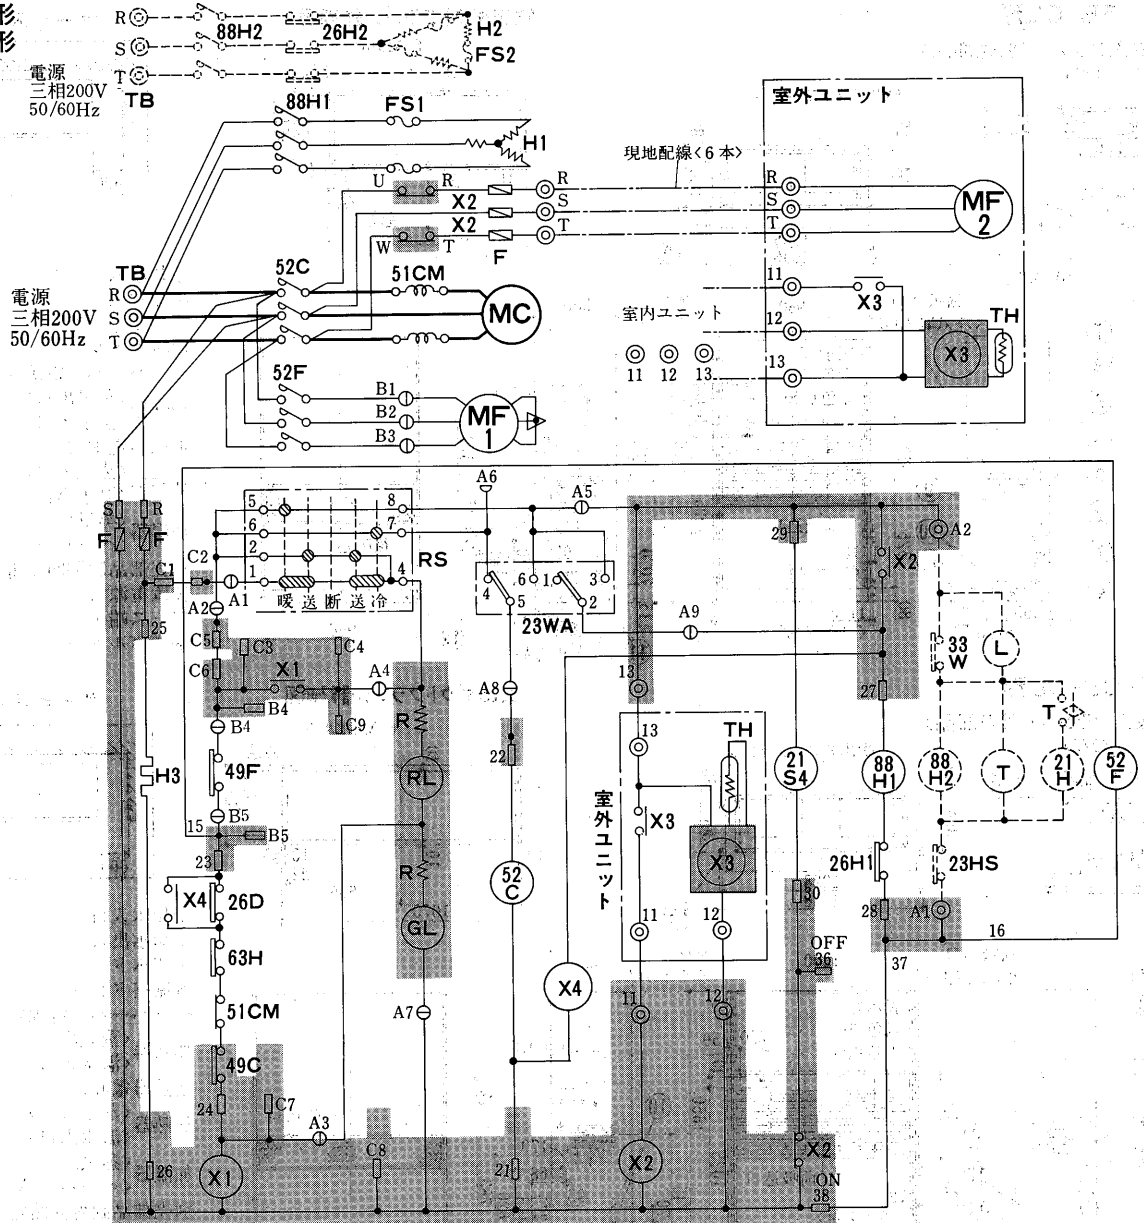 形
形
R
S
T
TB
電源
三相200V
50/60Hz
88H2
26H2
H2
FS2
88H1
FS1
H1
室外ユニット
現地配線<6本>
U
R
X2
X2
W
T
F
R
S
T
R
S
T
MF
2
TB
電源
三相200V
50/60Hz
R
S
T
52C
51CM
MC
11
X3
室内ユニット
12
X3
TH
11
12
13
13
52F
B1
B2
B3
MF
1
S
R
F
F
C1
C2
A1
A2
25
5
6
2
1
8
7
4
RS
暖
送
断
送
冷
A6
A5
4
5
6
1
3
2
23WA
29
X2
A2
A9
C5
C6
C3
C4
X1
A4
B4
B4
C9
R
RL
R
GL
A7
A8
22
13
27
33
W
L
T
49F
B5
B5
15
23
H3
X4
26D
63H
51CM
49C
24
C7
A3
C8
26
X1
52
C
X4
21
室外ユニット
13
TH
X3
X3
11
12
11
12
X2
21
S4
88
H1
88
H2
T
21
H
52
F
26H1
23HS
30
28
A1
16
OFF
36
37
X2
ON
38